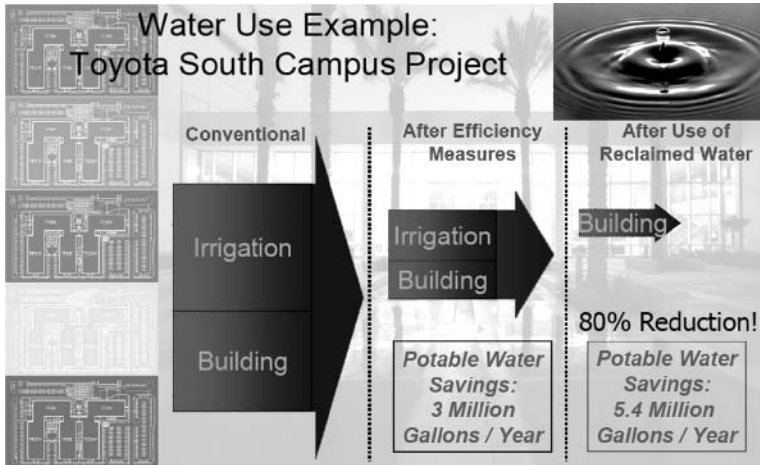 Water Use Example:
Toyota South Campus Project
Conventional
After Efficiency
Measures
After Use of
Reclaimed Water
Irrigation
Building
Irrigation
Building
Building
80% Reduction!
Potable Water
Savings:
3 Million
Gallons / Year
Potable Water
Savings:
5.4 Million
Gallons / Year